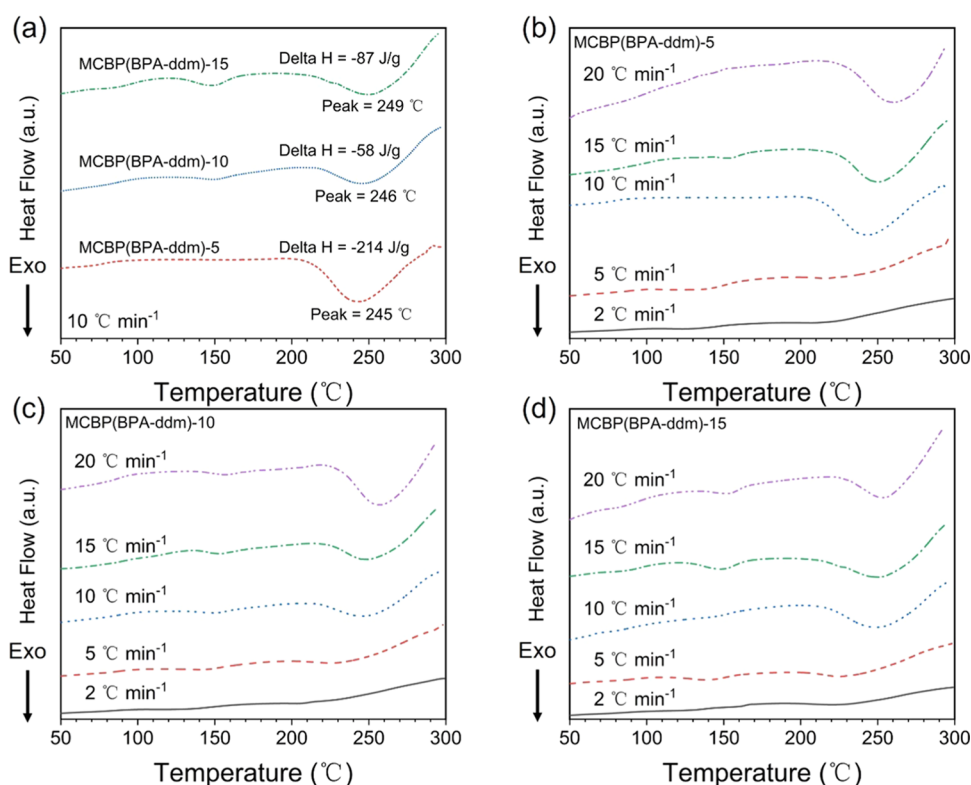 (a)
MCBP(BPA-ddm)-15
Delta H = -87 J/g
Peak = 249 ℃
MCBP(BPA-ddm)-10
Delta H = -58 J/g
Peak = 246 ℃
MCBP(BPA-ddm)-5
Delta H = -214 J/g
Peak = 245 ℃
10 ℃ min-1
Heat Flow (a.u.)
Exo
50 100 150 200 250 300
Temperature (℃)
(b)
MCBP(BPA-ddm)-5
20 ℃ min-1
15 ℃ min-1
10 ℃ min-1
5 ℃ min-1
2 ℃ min-1
Heat Flow (a.u.)
Exo
50 100 150 200 250 300
Temperature (℃)
(c)
MCBP(BPA-ddm)-10
20 ℃ min-1
15 ℃ min-1
10 ℃ min-1
5 ℃ min-1
2 ℃ min-1
Heat Flow (a.u.)
Exo
50 100 150 200 250 300
Temperature (℃)
(d)
MCBP(BPA-ddm)-15
20 ℃ min-1
15 ℃ min-1
10 ℃ min-1
5 ℃ min-1
2 ℃ min-1
Heat Flow (a.u.)
Exo
50 100 150 200 250 300
Temperature (℃)